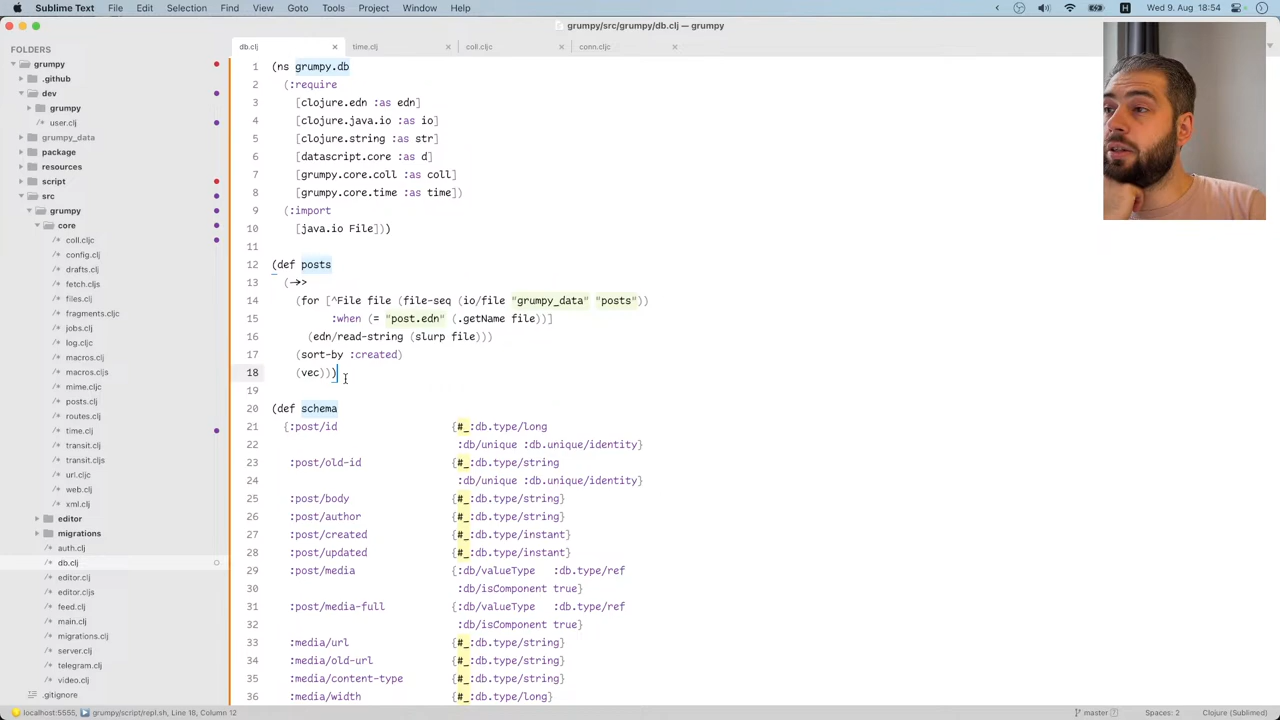 Sublime Text File Edit Selection Find View Goto Tools Project Window Help
H Wed 9. Aug 18:54
grumpy/src/grumpy/db.clj — grumpy
FOLDERS
grumpy
.github
dev
grumpy
user.clj
grumpy_data
package
resources
script
src
grumpy
core
coll.cljc
config.clj
drafts.clj
fetch.cljs
files.clj
fragments.cljc
jobs.clj
log.cljc
macros.clj
macros.cljs
mime.cljc
posts.clj
routes.clj
time.clj
transit.clj
transit.cljs
url.cljc
web.clj
xml.clj
editor
migrations
auth.clj
db.clj
editor.clj
editor.cljs
feed.clj
main.clj
migrations.clj
server.clj
telegram.clj
video.clj
.gitignore
db.clj time.clj coll.cljc conn.cljc
1 (ns grumpy.db
2 (:require
3 [clojure.edn :as edn]
4 [clojure.java.io :as io]
5 [clojure.string :as str]
6 [datascript.core :as d]
7 [grumpy.core.coll :as coll]
8 [grumpy.core.time :as time])
9 (:import
10 [java.io File]))
11
12 (def posts
13 (->>
14 (for [^File file (file-seq (io/file "grumpy_data" "posts"))
15 :when (= "post.edn" (.getName file))]
16 (edn/read-string (slurp file)))
17 (sort-by :created)
18 (vec)))
19
20 (def schema
21 {:post/id {#_:db.type/long
22 :db/unique :db.unique/identity}
23 :post/old-id {#_:db.type/string
24 :db/unique :db.unique/identity}
25 :post/body {#_:db.type/string}
26 :post/author {#_:db.type/string}
27 :post/created {#_:db.type/instant}
28 :post/updated {#_:db.type/instant}
29 :post/media {:db/valueType :db.type/ref
30 :db/isComponent true}
31 :post/media-full {:db/valueType :db.type/ref
32 :db/isComponent true}
33 :media/url {#_:db.type/string}
34 :media/old-url {#_:db.type/string}
35 :media/content-type {#_:db.type/string}
36 :media/width {#_:db.type/long}
localhost:5555, grumpy/script/repl.sh, Line 18, Column 12 master 7 Spaces: 2 Clojure (Sublimed)